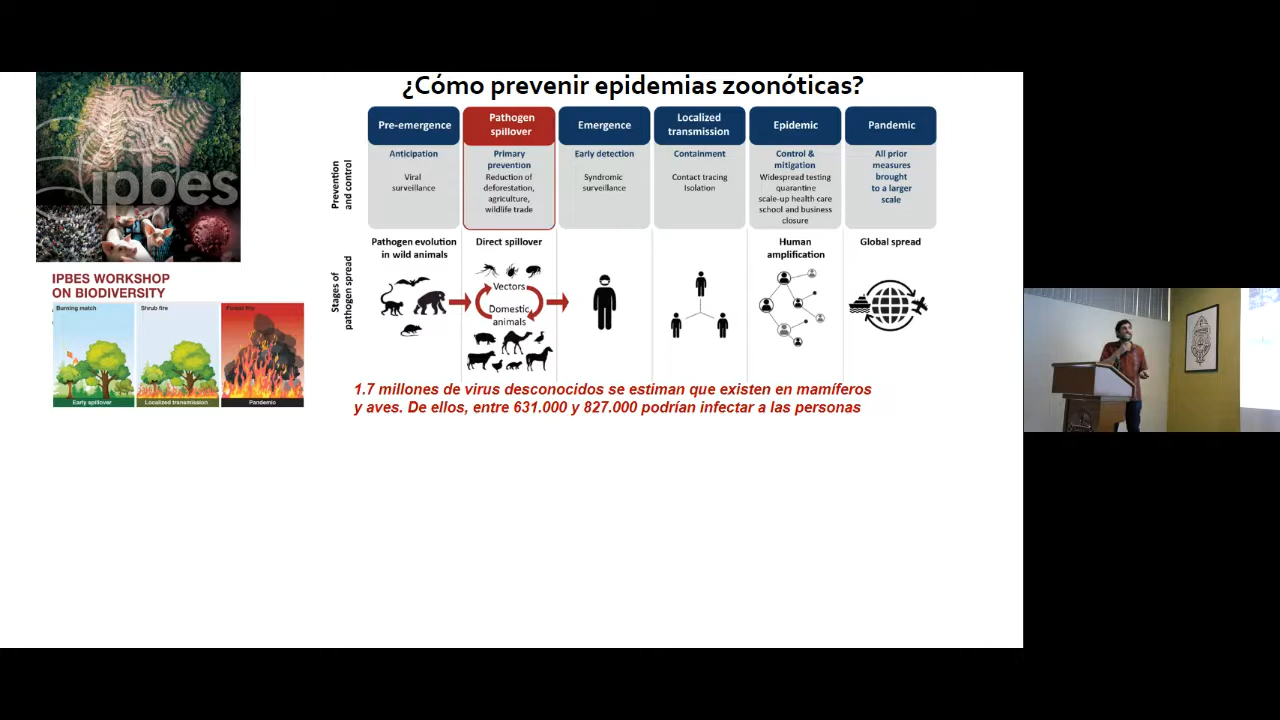 ¿Cómo prevenir epidemias zoonóticas?
ipbes
IPBES WORKSHOP
ON BIODIVERSITY
Burning match
Shrub fire
Forest fire
Early spillover
Localized transmission
Pandemic
Prevention
and control
Pre-emergence
Anticipation
Viral
surveillance
Pathogen
spillover
Primary
prevention
Reduction of
deforestation,
agriculture,
wildlife trade
Emergence
Early detection
Syndromic
surveillance
Localized
transmission
Containment
Contact tracing
Isolation
Epidemic
Control &
mitigation
Widespread testing
quarantine
scale-up health care
school and business
closure
Pandemic
All prior
measures
brought
to a larger
scale
Stages of
pathogen spread
Pathogen evolution
in wild animals
Direct spillover
Vectors
Domestic
animals
Human
amplification
Global spread
1.7 millones de virus desconocidos se estiman que existen en mamíferos
y aves. De ellos, entre 631.000 y 827.000 podrían infectar a las personas